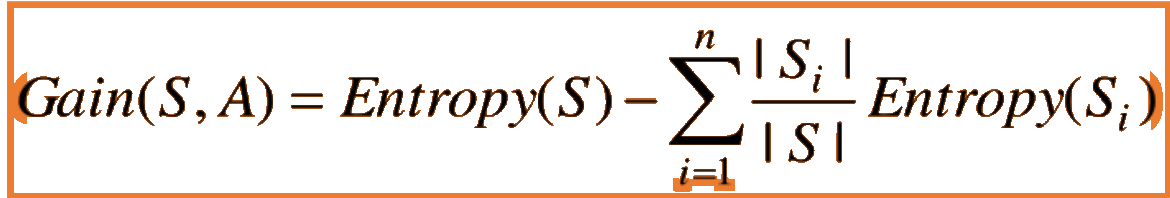 Gain(S, A) = Entropy(S) − ∑_{i=1}^{n} |S_i| / |S| Entropy(S_i)